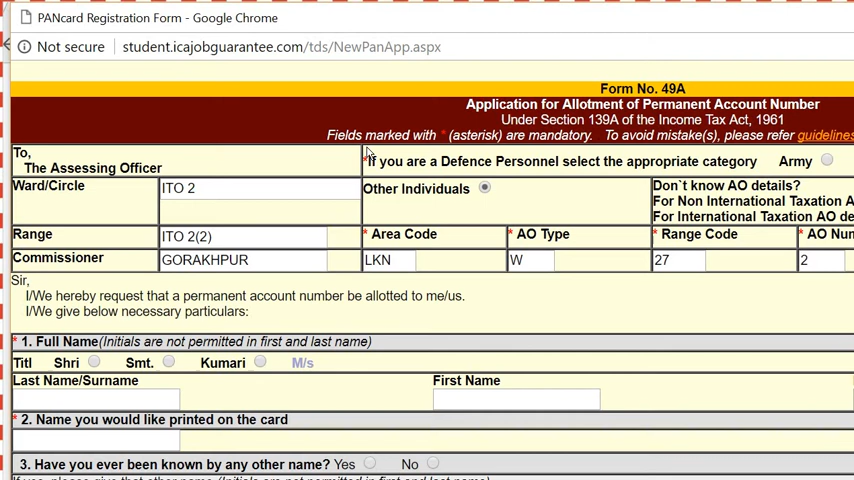 PANcard Registration Form - Google Chrome
Not secure student.icajobguarantee.com/tds/NewPanApp.aspx
Form No. 49A
Application for Allotment of Permanent Account Number
Under Section 139A of the Income Tax Act, 1961
Fields marked with * (asterisk) are mandatory. To avoid mistake(s), please refer guidelines
To,
The Assessing Officer
*If you are a Defence Personnel select the appropriate category Army
Ward/Circle ITO 2 Other Individuals Don`t know AO details?
For Non International Taxation A
For International Taxation AO de
Range ITO 2(2) * Area Code * AO Type * Range Code * AO Num
Commissioner GORAKHPUR LKN W 27 2
Sir,
I/We hereby request that a permanent account number be allotted to me/us.
I/We give below necessary particulars:
* 1. Full Name(Initials are not permitted in first and last name)
Titl Shri Smt. Kumari M/s
Last Name/Surname First Name
* 2. Name you would like printed on the card
* 3. Have you ever been known by any other name? Yes No